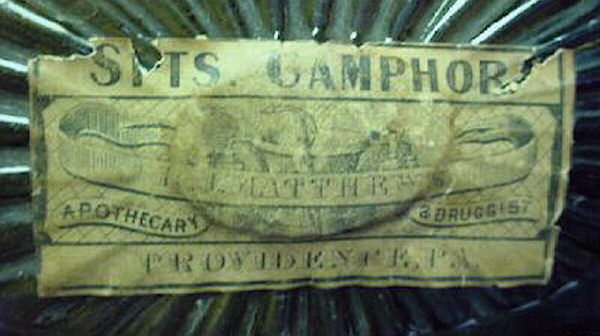 SPTS. CAMPHOR
MATTHEWS
APOTHECARY
& DRUGGIST
PROVIDENCE, PA.